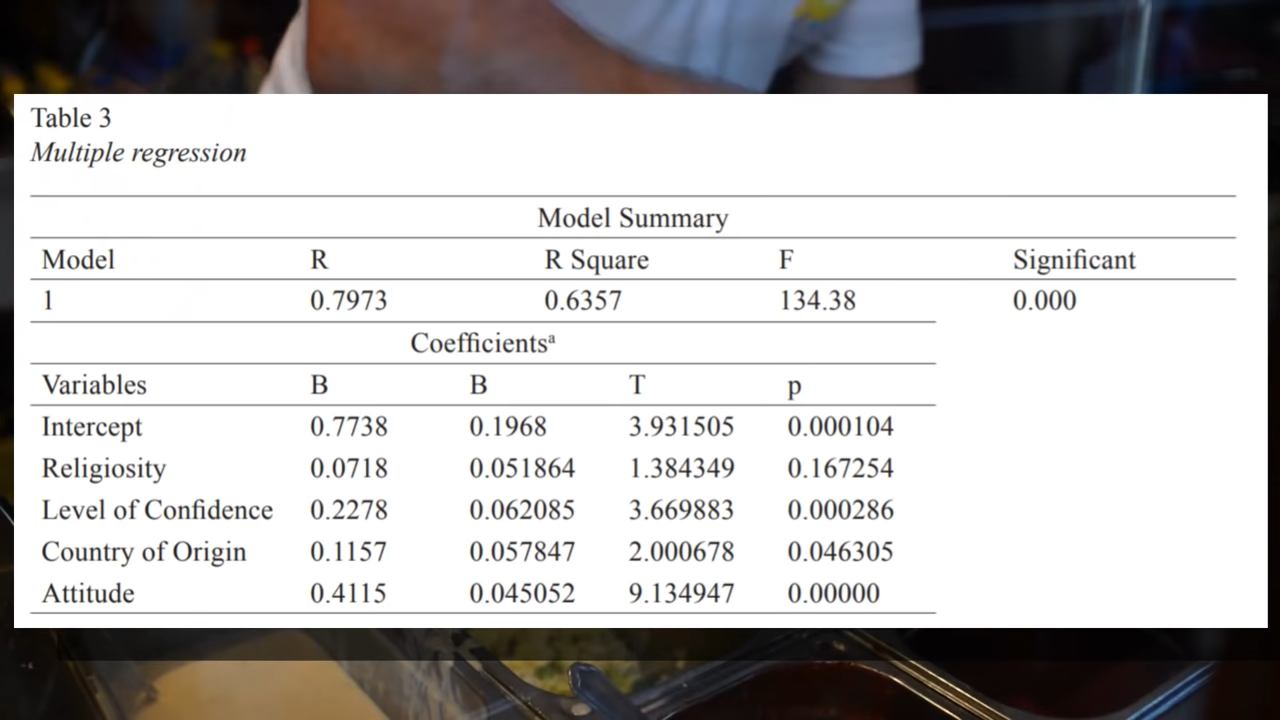 Table 3
Multiple regression
Model Summary
Model R R Square F Significant
1 0.7973 0.6357 134.38 0.000
Coefficientsª
Variables B B T p
Intercept 0.7738 0.1968 3.931505 0.000104
Religiosity 0.0718 0.051864 1.384349 0.167254
Level of Confidence 0.2278 0.062085 3.669883 0.000286
Country of Origin 0.1157 0.057847 2.000678 0.046305
Attitude 0.4115 0.045052 9.134947 0.00000